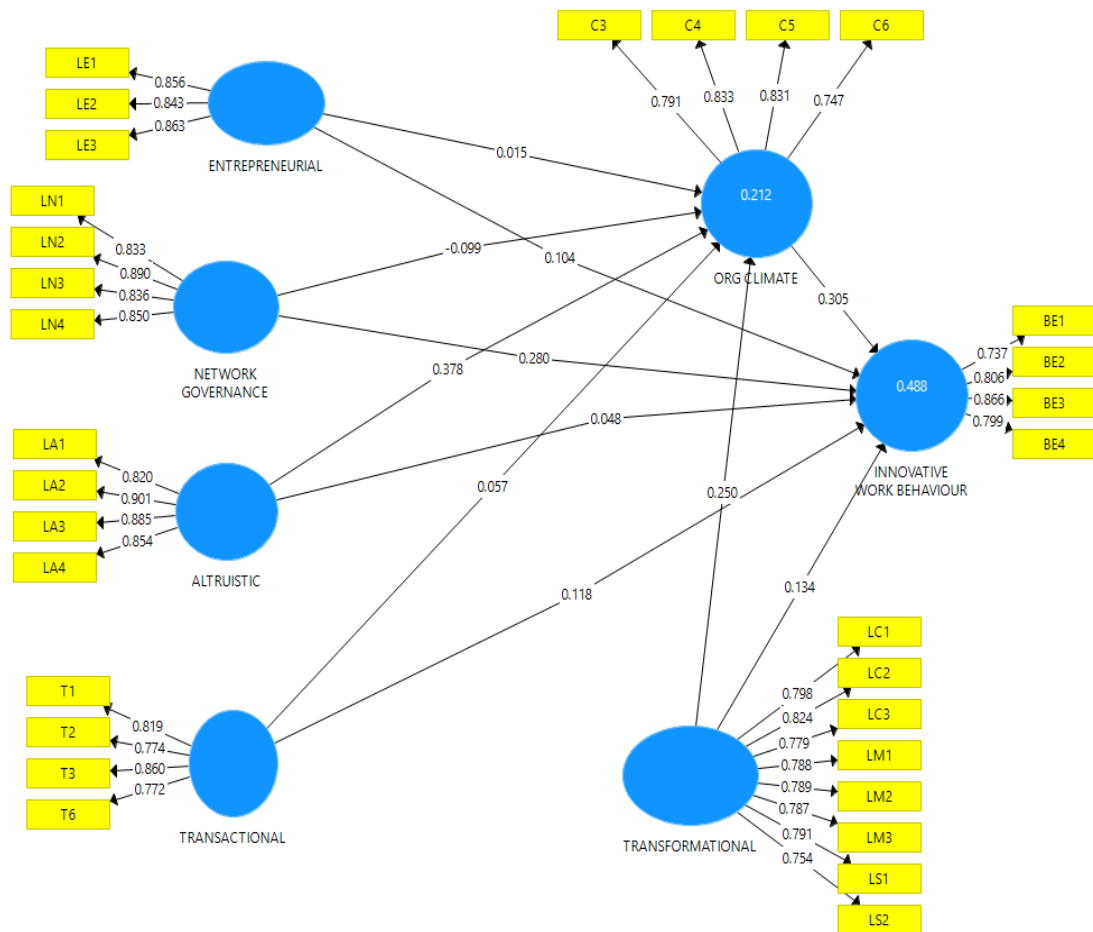 C3
C4
C5
C6
0.791
0.833
0.831
0.747
LE1
LE2
LE3
0.856
0.843
0.863
ENTREPRENEURIAL
0.015
0.212
ORG CLIMATE
LN1
LN2
LN3
LN4
0.833
0.890
0.836
0.850
NETWORK
GOVERNANCE
-0.099
0.104
0.305
0.280
0.378
0.488
INNOVATIVE
WORK BEHAVIOUR
BE1
BE2
BE3
BE4
0.737
0.806
0.866
0.799
LA1
LA2
LA3
LA4
0.820
0.901
0.885
0.854
ALTRUISTIC
0.048
0.057
0.250
0.118
0.134
T1
T2
T3
T6
0.819
0.774
0.860
0.772
TRANSACTIONAL
TRANSFORMATIONAL
0.798
0.824
0.779
0.788
0.789
0.787
0.791
0.754
LC1
LC2
LC3
LM1
LM2
LM3
LS1
LS2